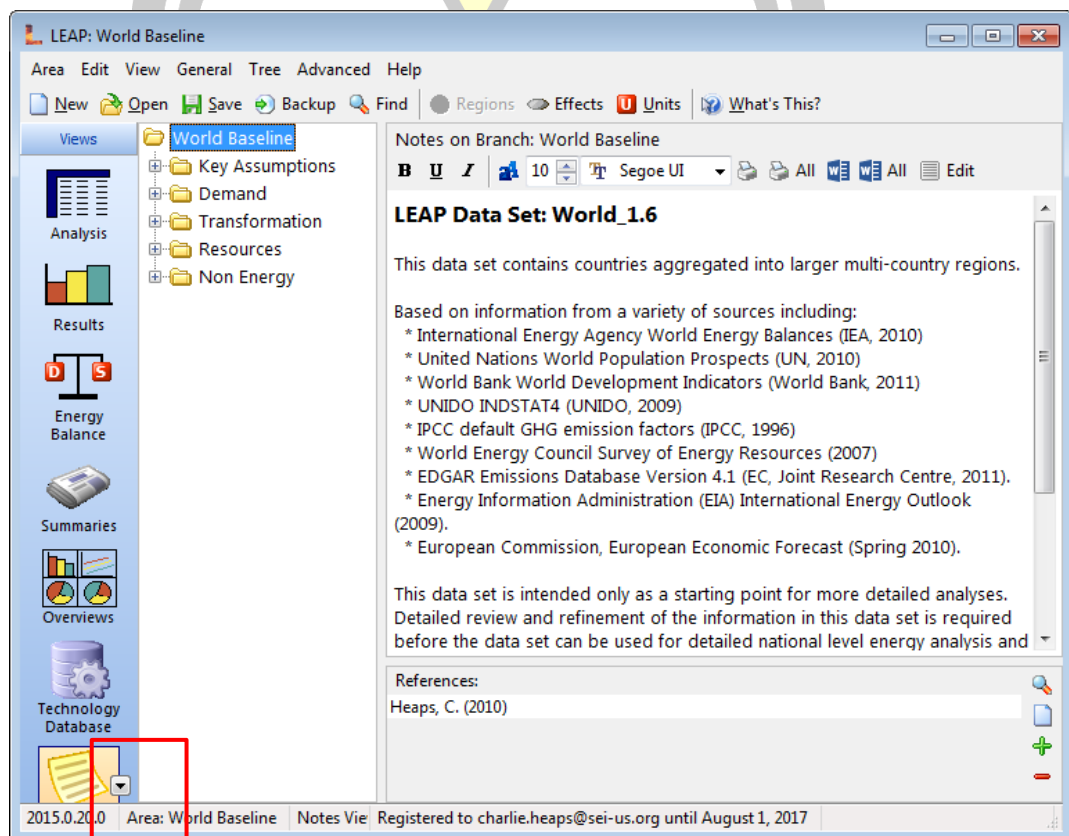 LEAP: World Baseline
Area Edit View General Tree Advanced Help
New Open Save Backup Find Regions Effects U Units What's This?
Views
Analysis
Results
D S
Energy
Balance
Summaries
Overviews
Technology
Database
World Baseline
Key Assumptions
Demand
Transformation
Resources
Non Energy
Notes on Branch: World Baseline
B U I 10 Segoe UI All All Edit
LEAP Data Set: World_1.6
This data set contains countries aggregated into larger multi-country regions.
Based on information from a variety of sources including:
* International Energy Agency World Energy Balances (IEA, 2010)
* United Nations World Population Prospects (UN, 2010)
* World Bank World Development Indicators (World Bank, 2011)
* UNIDO INDSTAT4 (UNIDO, 2009)
* IPCC default GHG emission factors (IPCC, 1996)
* World Energy Council Survey of Energy Resources (2007)
* EDGAR Emissions Database Version 4.1 (EC, Joint Research Centre, 2011).
* Energy Information Administration (EIA) International Energy Outlook
(2009).
* European Commission, European Economic Forecast (Spring 2010).
This data set is intended only as a starting point for more detailed analyses.
Detailed review and refinement of the information in this data set is required
before the data set can be used for detailed national level energy analysis and
References:
Heaps, C. (2010)
2015.0.20.0 Area: World Baseline Notes Vie Registered to charlie.heaps@sei-us.org until August 1, 2017